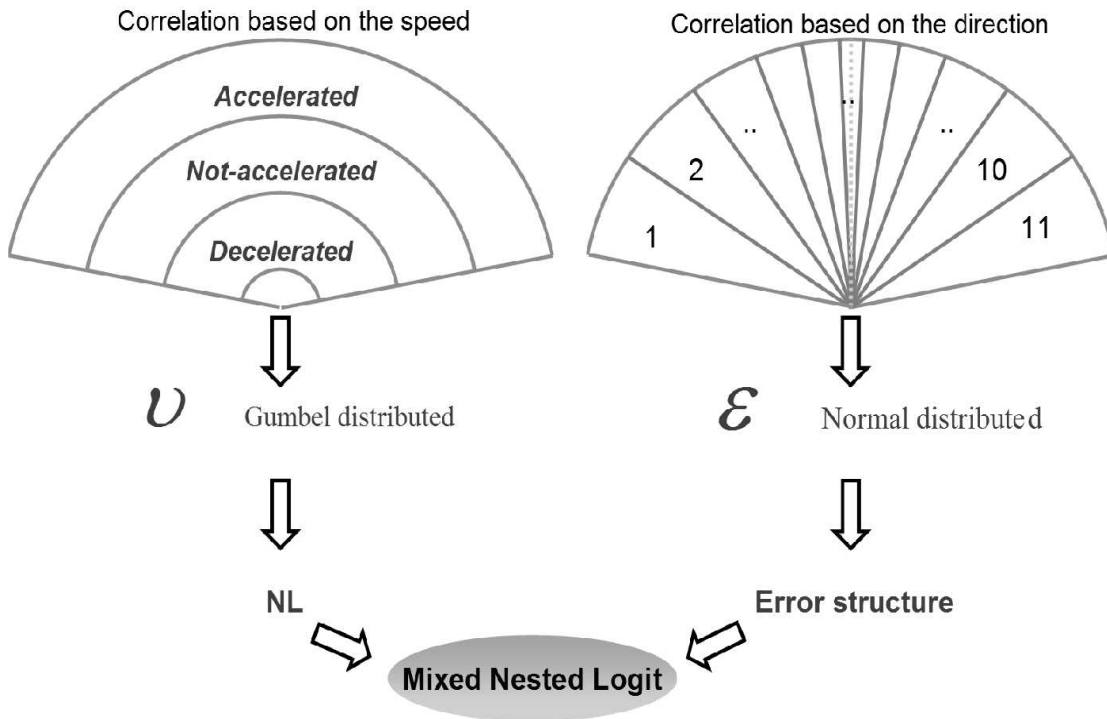 Correlation based on the speed
Accelerated
Not-accelerated
Decelerated
υ Gumbel distributed
NL
Correlation based on the direction
1
2
..
..
..
10
11
ε Normal distributed
Error structure
Mixed Nested Logit